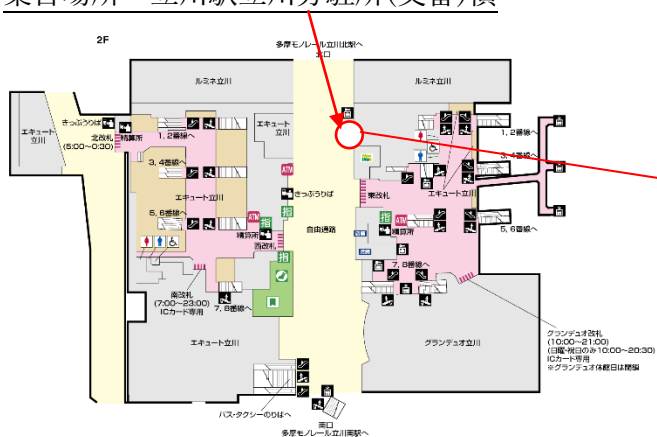 集合場所 立川駅立川分駐所(交番)横
2F
多摩モノレール立川北駅へ
北口
ルミネ立川
ルミネ立川
きっぷうりば
エキュート
立川
北改札
(5:00〜0:30)
精算所
1, 2番線へ
エキュート
立川
1, 2番線へ
3, 4番線へ
3, 4番線へ
ATM
エキュート立川
きっぷうりば
東改札
エキュート立川
5, 6番線へ
ATM
指
自由通路
ATM
5, 6番線へ
精算所
西改札
指
指
精算所
指
7, 8番線へ
南改札
(7:00〜23:00)
ICカード専用
7, 8番線へ
グランデュオ改札
(10:00〜21:00)
(日曜・祝日のみ10:00〜20:30)
ICカード専用
※グランデュオ休館日は閉鎖
エキュート立川
グランデュオ立川
バス・タクシーのりばへ
南口
多摩モノレール立川南駅へ